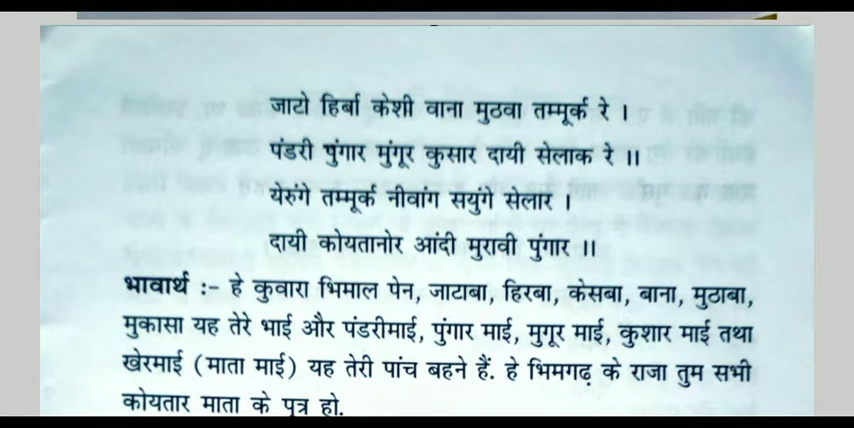 जाटो हिर्बा केशी वाना मुठवा तम्मूर्क रे ।
पंडरी पुंगार मुंगूर कुसार दायी सेलाक रे ॥
येरुंगे तम्मूर्क नीवांग सयुंगे सेलार ।
दायी कोयतानोर आंदी मुरावी पुंगार ॥
भावार्थ :- हे कुवारा भिमाल पेन, जाटाबा, हिरबा, केसबा, बाना, मुठाबा,
मुकासा यह तेरे भाई और पंडरीमाई, पुंगार माई, मुगूर माई, कुशार माई तथा
खेरमाई (माता माई) यह तेरी पांच बहने हैं. हे भिमगढ़ के राजा तुम सभी
कोयतार माता के पुत्र हो.